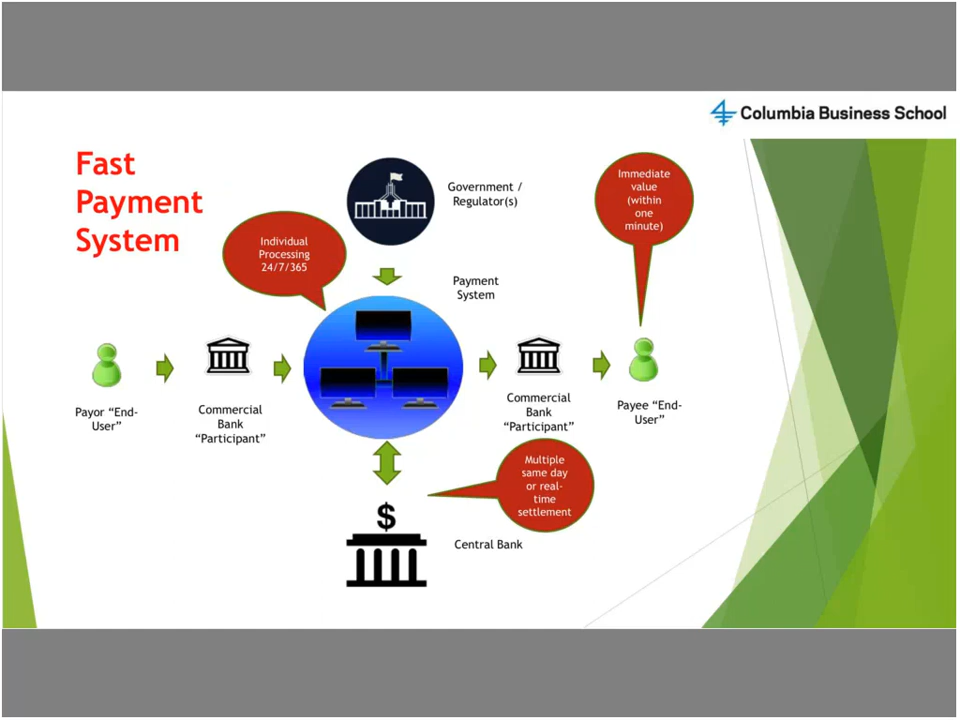 Columbia Business School
Fast
Payment
System
Government /
Regulator(s)
Immediate
value
(within
one
minute)
Individual
Processing
24/7/365
Payment
System
Payor “End-
User”
Commercial
Bank
“Participant”
Commercial
Bank
“Participant”
Payee “End-
User”
Multiple
same day
or real-
time
settlement
$
Central Bank